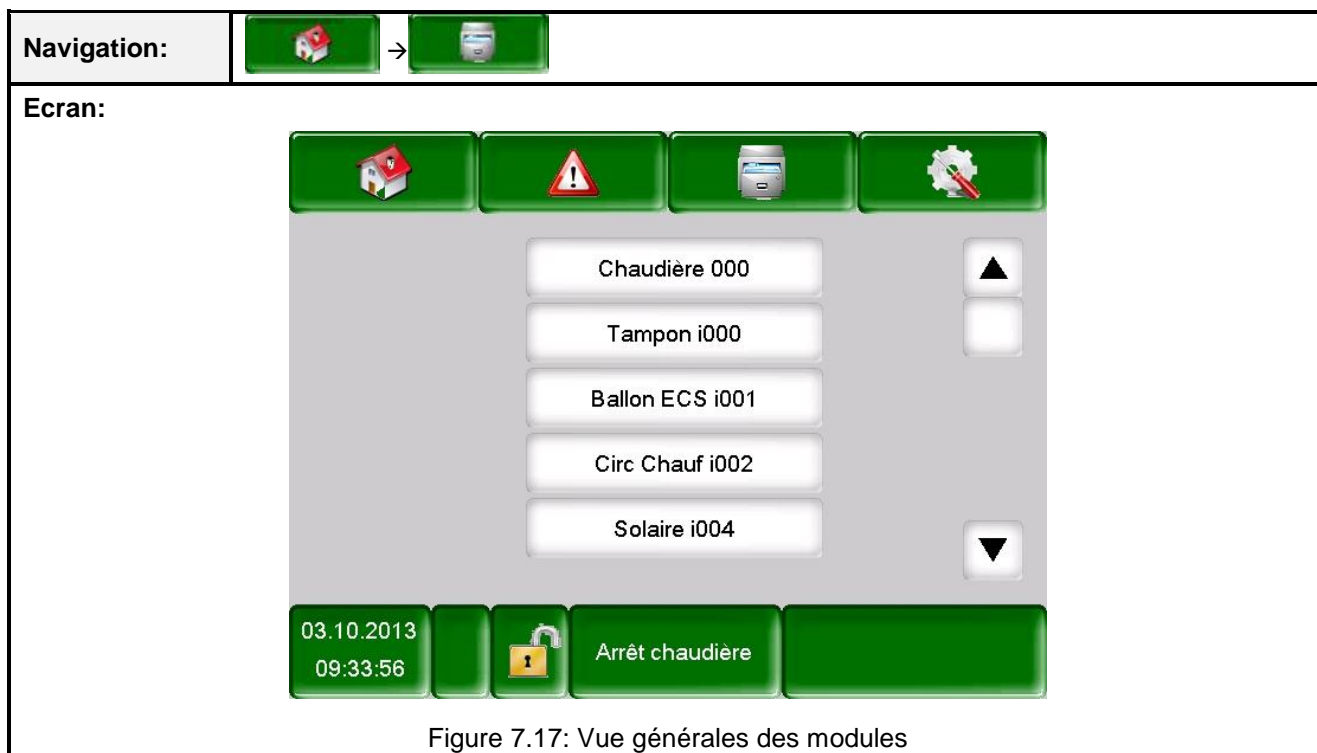 Navigation:
→
Ecran:
Chaudière 000
Tampon i000
Ballon ECS i001
Circ Chauf i002
Solaire i004
03.10.2013
09:33:56
Arrêt chaudière
Figure 7.17: Vue générales des modules